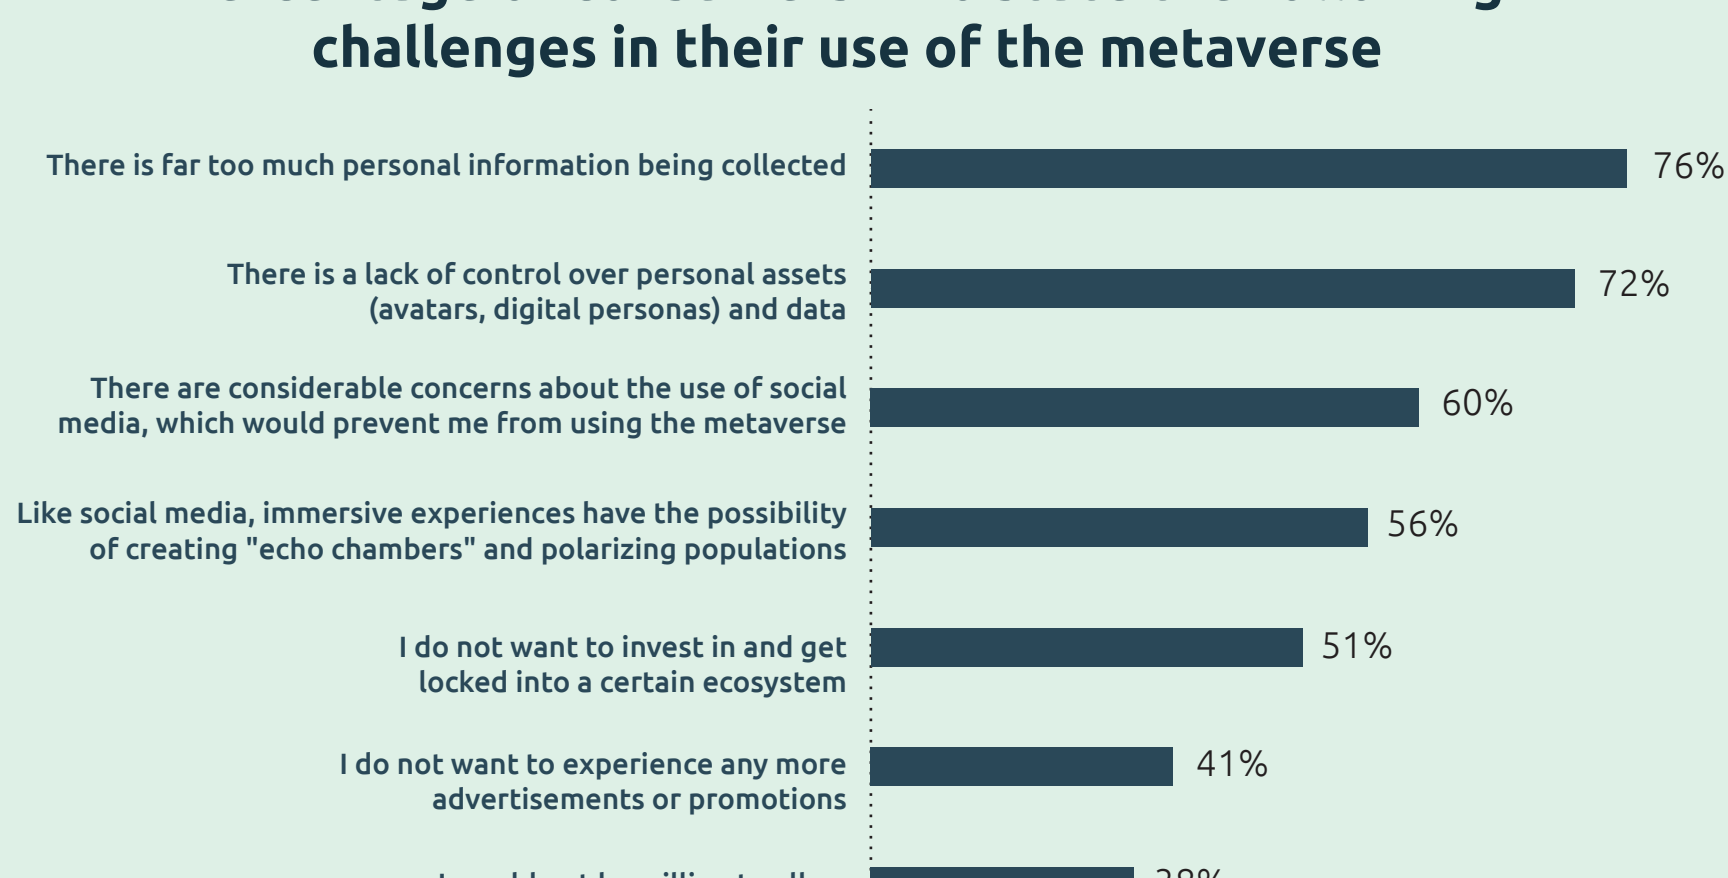 challenges in their use of the metaverse
There is far too much personal information being collected
76%
There is a lack of control over personal assets
(avatars, digital personas) and data
72%
There are considerable concerns about the use of social
media, which would prevent me from using the metaverse
60%
Like social media, immersive experiences have the possibility
of creating "echo chambers" and polarizing populations
56%
I do not want to invest in and get
locked into a certain ecosystem
51%
I do not want to experience any more
advertisements or promotions
41%